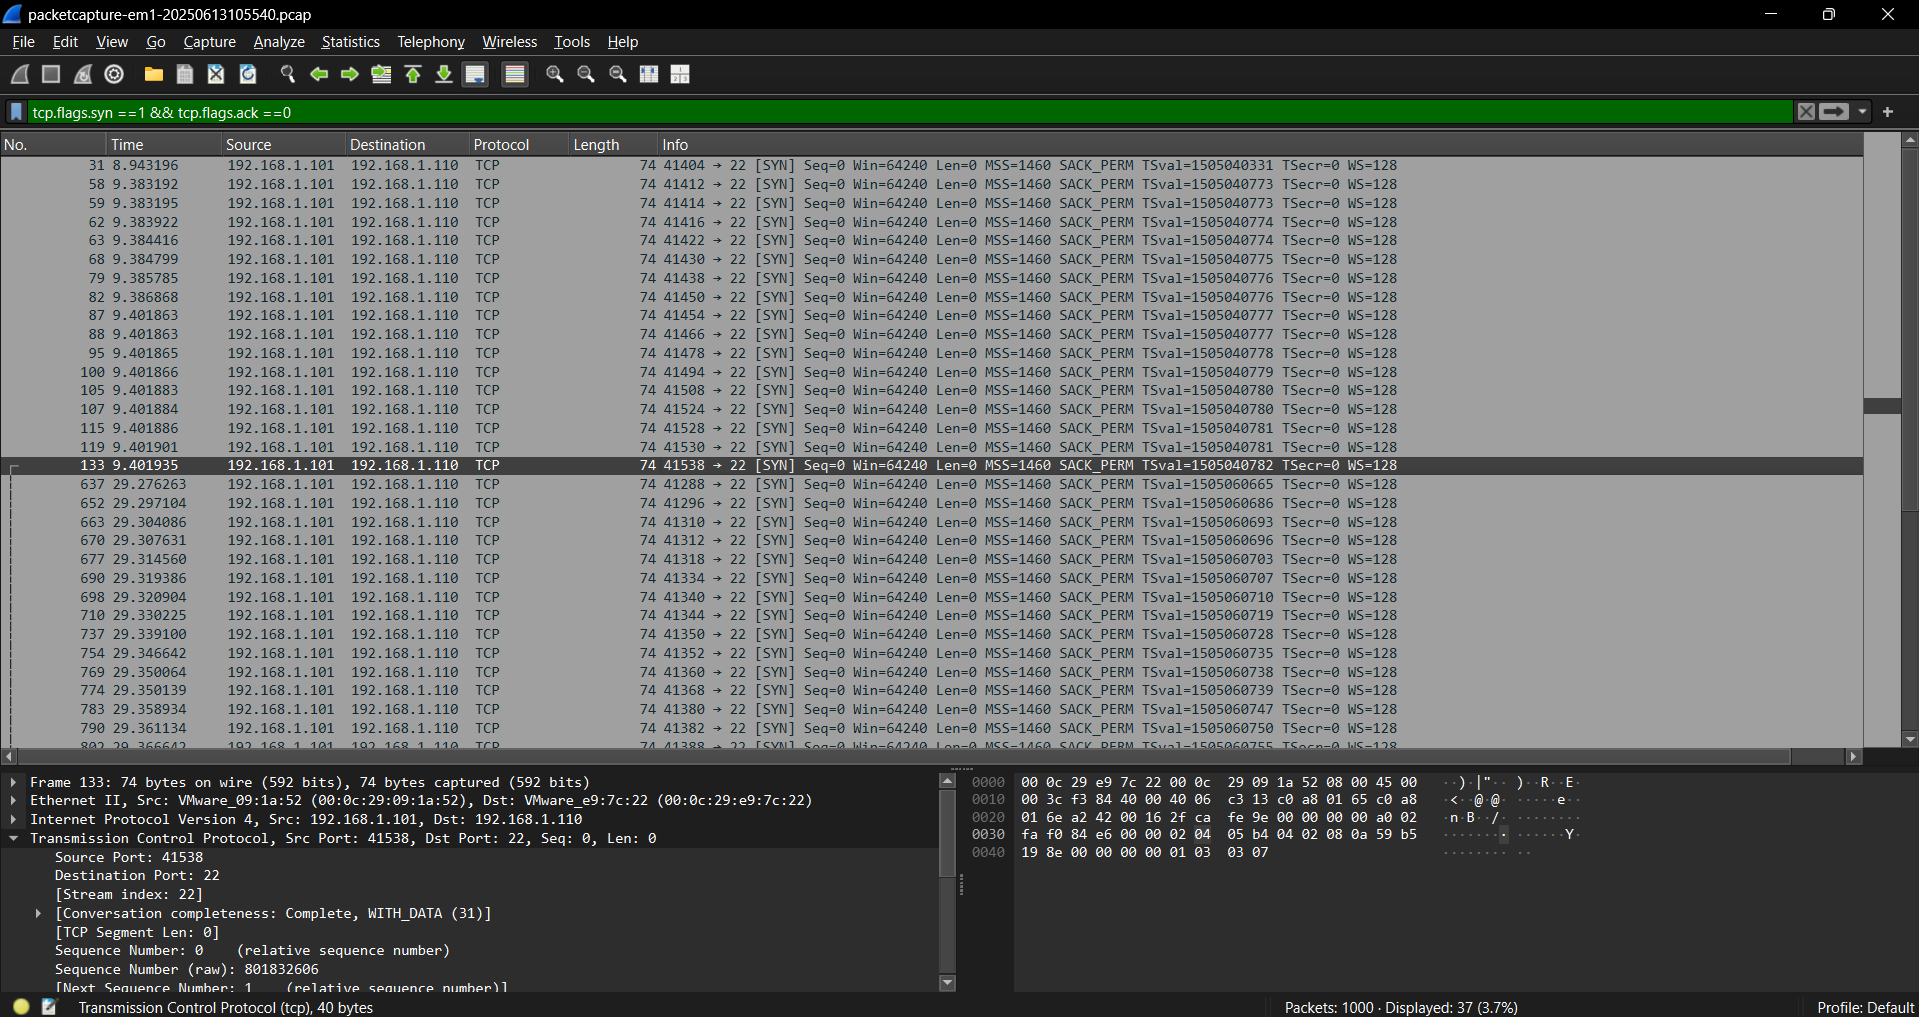 packetcapture-em1-20250613105540.pcap
File Edit View Go Capture Analyze Statistics Telephony Wireless Tools Help
tcp.flags.syn ==1 && tcp.flags.ack ==0
No. Time Source Destination Protocol Length Info
31 8.943196 192.168.1.101 192.168.1.110 TCP 74 41404 → 22 [SYN] Seq=0 Win=64240 Len=0 MSS=1460 SACK_PERM TSval=1505040331 TSecr=0 WS=128
58 9.383192 192.168.1.101 192.168.1.110 TCP 74 41412 → 22 [SYN] Seq=0 Win=64240 Len=0 MSS=1460 SACK_PERM TSval=1505040773 TSecr=0 WS=128
59 9.383195 192.168.1.101 192.168.1.110 TCP 74 41414 → 22 [SYN] Seq=0 Win=64240 Len=0 MSS=1460 SACK_PERM TSval=1505040773 TSecr=0 WS=128
62 9.383922 192.168.1.101 192.168.1.110 TCP 74 41416 → 22 [SYN] Seq=0 Win=64240 Len=0 MSS=1460 SACK_PERM TSval=1505040774 TSecr=0 WS=128
63 9.384416 192.168.1.101 192.168.1.110 TCP 74 41422 → 22 [SYN] Seq=0 Win=64240 Len=0 MSS=1460 SACK_PERM TSval=1505040774 TSecr=0 WS=128
68 9.384799 192.168.1.101 192.168.1.110 TCP 74 41430 → 22 [SYN] Seq=0 Win=64240 Len=0 MSS=1460 SACK_PERM TSval=1505040775 TSecr=0 WS=128
79 9.385785 192.168.1.101 192.168.1.110 TCP 74 41438 → 22 [SYN] Seq=0 Win=64240 Len=0 MSS=1460 SACK_PERM TSval=1505040776 TSecr=0 WS=128
82 9.386868 192.168.1.101 192.168.1.110 TCP 74 41450 → 22 [SYN] Seq=0 Win=64240 Len=0 MSS=1460 SACK_PERM TSval=1505040776 TSecr=0 WS=128
87 9.401863 192.168.1.101 192.168.1.110 TCP 74 41454 → 22 [SYN] Seq=0 Win=64240 Len=0 MSS=1460 SACK_PERM TSval=1505040777 TSecr=0 WS=128
88 9.401863 192.168.1.101 192.168.1.110 TCP 74 41466 → 22 [SYN] Seq=0 Win=64240 Len=0 MSS=1460 SACK_PERM TSval=1505040777 TSecr=0 WS=128
95 9.401865 192.168.1.101 192.168.1.110 TCP 74 41478 → 22 [SYN] Seq=0 Win=64240 Len=0 MSS=1460 SACK_PERM TSval=1505040778 TSecr=0 WS=128
100 9.401866 192.168.1.101 192.168.1.110 TCP 74 41494 → 22 [SYN] Seq=0 Win=64240 Len=0 MSS=1460 SACK_PERM TSval=1505040779 TSecr=0 WS=128
105 9.401883 192.168.1.101 192.168.1.110 TCP 74 41508 → 22 [SYN] Seq=0 Win=64240 Len=0 MSS=1460 SACK_PERM TSval=1505040780 TSecr=0 WS=128
107 9.401884 192.168.1.101 192.168.1.110 TCP 74 41524 → 22 [SYN] Seq=0 Win=64240 Len=0 MSS=1460 SACK_PERM TSval=1505040780 TSecr=0 WS=128
115 9.401886 192.168.1.101 192.168.1.110 TCP 74 41528 → 22 [SYN] Seq=0 Win=64240 Len=0 MSS=1460 SACK_PERM TSval=1505040781 TSecr=0 WS=128
119 9.401901 192.168.1.101 192.168.1.110 TCP 74 41530 → 22 [SYN] Seq=0 Win=64240 Len=0 MSS=1460 SACK_PERM TSval=1505040781 TSecr=0 WS=128
133 9.401935 192.168.1.101 192.168.1.110 TCP 74 41538 → 22 [SYN] Seq=0 Win=64240 Len=0 MSS=1460 SACK_PERM TSval=1505040782 TSecr=0 WS=128
637 29.276263 192.168.1.101 192.168.1.110 TCP 74 41288 → 22 [SYN] Seq=0 Win=64240 Len=0 MSS=1460 SACK_PERM TSval=1505060665 TSecr=0 WS=128
652 29.297104 192.168.1.101 192.168.1.110 TCP 74 41296 → 22 [SYN] Seq=0 Win=64240 Len=0 MSS=1460 SACK_PERM TSval=1505060686 TSecr=0 WS=128
663 29.304086 192.168.1.101 192.168.1.110 TCP 74 41310 → 22 [SYN] Seq=0 Win=64240 Len=0 MSS=1460 SACK_PERM TSval=1505060693 TSecr=0 WS=128
670 29.307631 192.168.1.101 192.168.1.110 TCP 74 41312 → 22 [SYN] Seq=0 Win=64240 Len=0 MSS=1460 SACK_PERM TSval=1505060696 TSecr=0 WS=128
677 29.314560 192.168.1.101 192.168.1.110 TCP 74 41318 → 22 [SYN] Seq=0 Win=64240 Len=0 MSS=1460 SACK_PERM TSval=1505060703 TSecr=0 WS=128
690 29.319386 192.168.1.101 192.168.1.110 TCP 74 41334 → 22 [SYN] Seq=0 Win=64240 Len=0 MSS=1460 SACK_PERM TSval=1505060707 TSecr=0 WS=128
698 29.320904 192.168.1.101 192.168.1.110 TCP 74 41340 → 22 [SYN] Seq=0 Win=64240 Len=0 MSS=1460 SACK_PERM TSval=1505060710 TSecr=0 WS=128
710 29.330225 192.168.1.101 192.168.1.110 TCP 74 41344 → 22 [SYN] Seq=0 Win=64240 Len=0 MSS=1460 SACK_PERM TSval=1505060719 TSecr=0 WS=128
737 29.339100 192.168.1.101 192.168.1.110 TCP 74 41350 → 22 [SYN] Seq=0 Win=64240 Len=0 MSS=1460 SACK_PERM TSval=1505060728 TSecr=0 WS=128
754 29.346642 192.168.1.101 192.168.1.110 TCP 74 41352 → 22 [SYN] Seq=0 Win=64240 Len=0 MSS=1460 SACK_PERM TSval=1505060735 TSecr=0 WS=128
769 29.350064 192.168.1.101 192.168.1.110 TCP 74 41360 → 22 [SYN] Seq=0 Win=64240 Len=0 MSS=1460 SACK_PERM TSval=1505060738 TSecr=0 WS=128
774 29.350139 192.168.1.101 192.168.1.110 TCP 74 41368 → 22 [SYN] Seq=0 Win=64240 Len=0 MSS=1460 SACK_PERM TSval=1505060739 TSecr=0 WS=128
783 29.358934 192.168.1.101 192.168.1.110 TCP 74 41380 → 22 [SYN] Seq=0 Win=64240 Len=0 MSS=1460 SACK_PERM TSval=1505060747 TSecr=0 WS=128
790 29.361134 192.168.1.101 192.168.1.110 TCP 74 41382 → 22 [SYN] Seq=0 Win=64240 Len=0 MSS=1460 SACK_PERM TSval=1505060750 TSecr=0 WS=128
802 29.366642 192.168.1.101 192.168.1.110 TCP 74 41388 → 22 [SYN] Seq=0 Win=64240 Len=0 MSS=1460 SACK_PERM TSval=1505060755 TSecr=0 WS=128
Frame 133: 74 bytes on wire (592 bits), 74 bytes captured (592 bits)
Ethernet II, Src: VMware_09:1a:52 (00:0c:29:09:1a:52), Dst: VMware_e9:7c:22 (00:0c:29:e9:7c:22)
Internet Protocol Version 4, Src: 192.168.1.101, Dst: 192.168.1.110
Transmission Control Protocol, Src Port: 41538, Dst Port: 22, Seq: 0, Len: 0
Source Port: 41538
Destination Port: 22
[Stream index: 22]
[Conversation completeness: Complete, WITH_DATA (31)]
[TCP Segment Len: 0]
Sequence Number: 0 (relative sequence number)
Sequence Number (raw): 801832606
[Next Sequence Number: 1 (relative sequence number)]
0000 00 0c 29 e9 7c 22 00 0c 29 09 1a 52 08 00 45 00 ··)·|"·· )··R··E·
0010 00 3c f3 84 40 00 40 06 c3 13 c0 a8 01 65 c0 a8 ·<··@·@· ·····e··
0020 01 6e a2 42 00 16 2f ca fe 9e 00 00 00 00 a0 02 ·n·B··/· ········
0030 fa f0 84 e6 00 00 02 04 05 b4 04 02 08 0a 59 b5 ········ ······Y·
0040 19 8e 00 00 00 00 01 03 03 07 ········ ··
Transmission Control Protocol (tcp), 40 bytes
Packets: 1000 · Displayed: 37 (3.7%)
Profile: Default